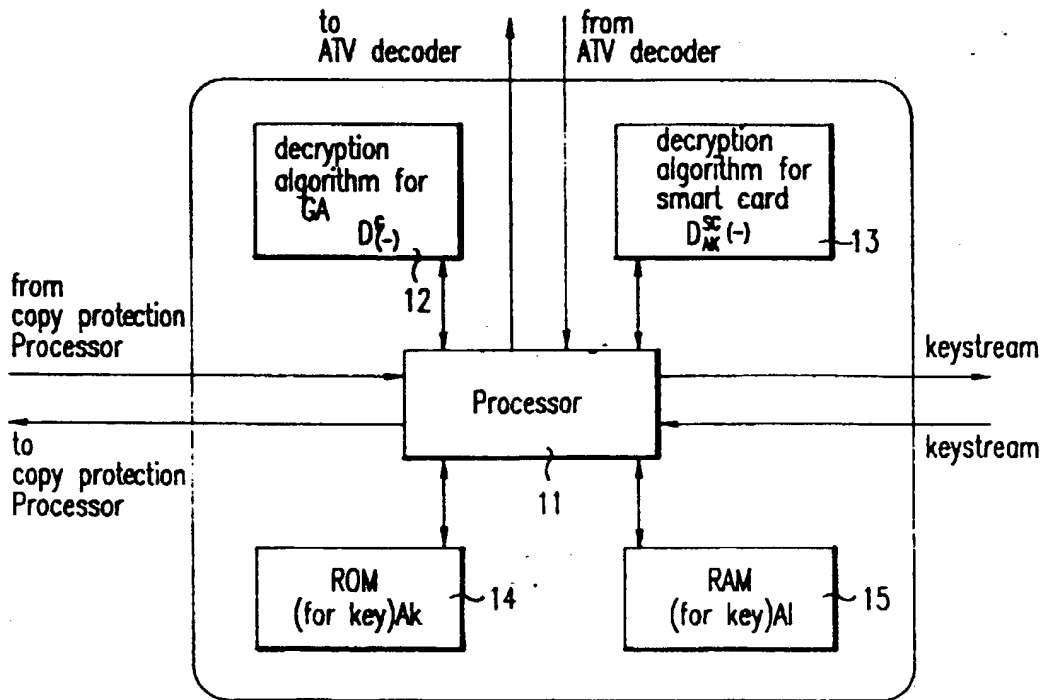 to
ATV decoder
from
ATV decoder
decryption
algorithm for
GA
12
decryption
algorithm for
smart card
D^{SC}_{AK}(-)
13
from
copy protection
Processor
keystream
Processor
11
to
copy protection
Processor
keystream
ROM
(for key)Ak
14
RAM
(for key)Al
15